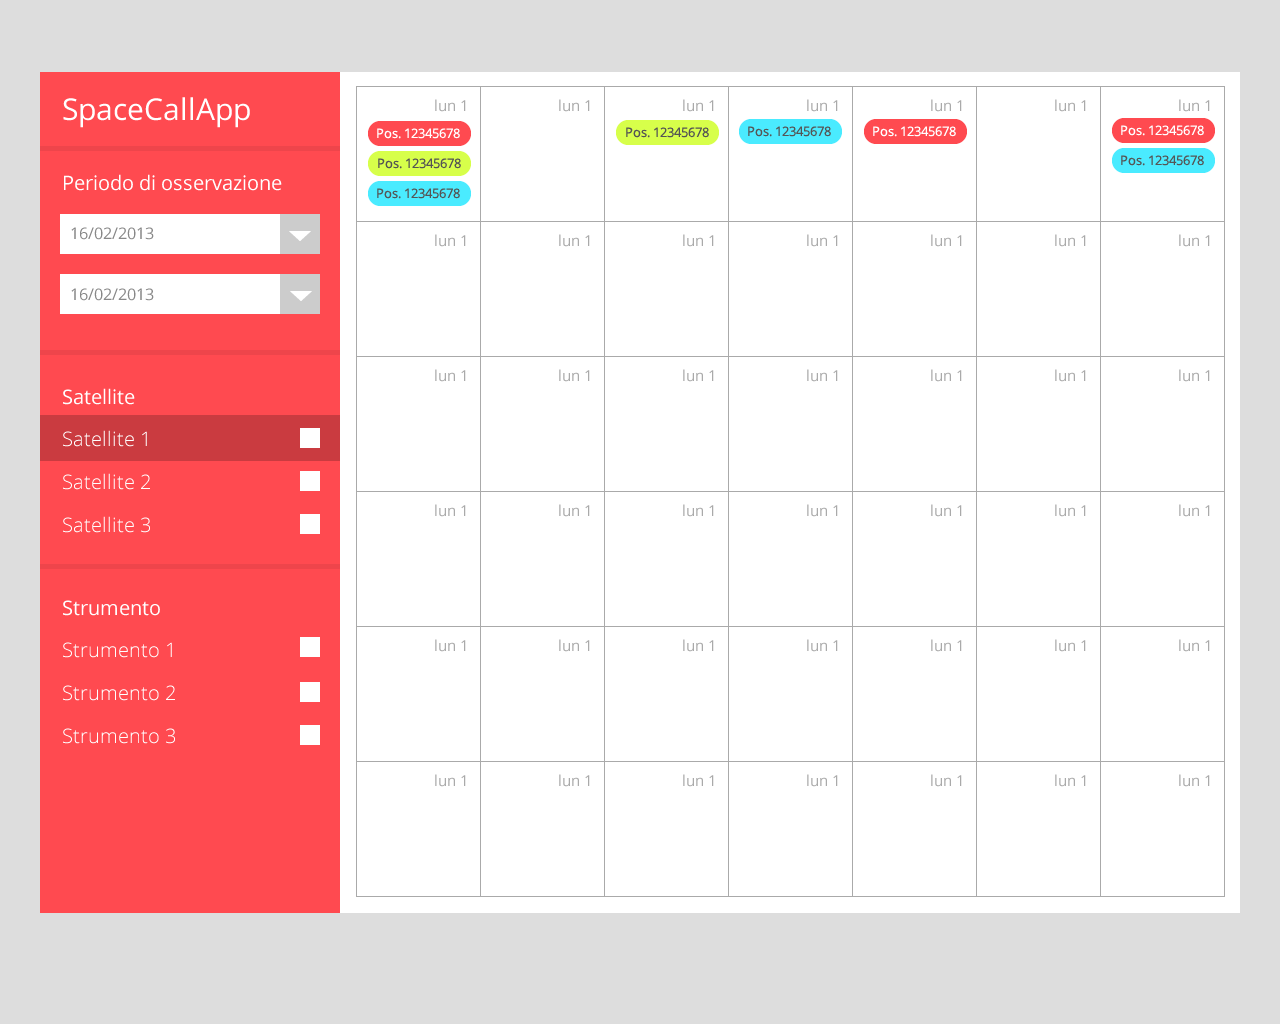 SpaceCallApp
Periodo di osservazione
16/02/2013
16/02/2013
Satellite
Satellite 1
Satellite 2
Satellite 3
Strumento
Strumento 1
Strumento 2
Strumento 3
lun 1 lun 1 lun 1 lun 1 lun 1 lun 1 lun 1
Pos. 12345678 Pos. 12345678 Pos. 12345678 Pos. 12345678 Pos. 12345678
Pos. 12345678 Pos. 12345678
Pos. 12345678
lun 1 lun 1 lun 1 lun 1 lun 1 lun 1 lun 1
lun 1 lun 1 lun 1 lun 1 lun 1 lun 1 lun 1
lun 1 lun 1 lun 1 lun 1 lun 1 lun 1 lun 1
lun 1 lun 1 lun 1 lun 1 lun 1 lun 1 lun 1
lun 1 lun 1 lun 1 lun 1 lun 1 lun 1 lun 1